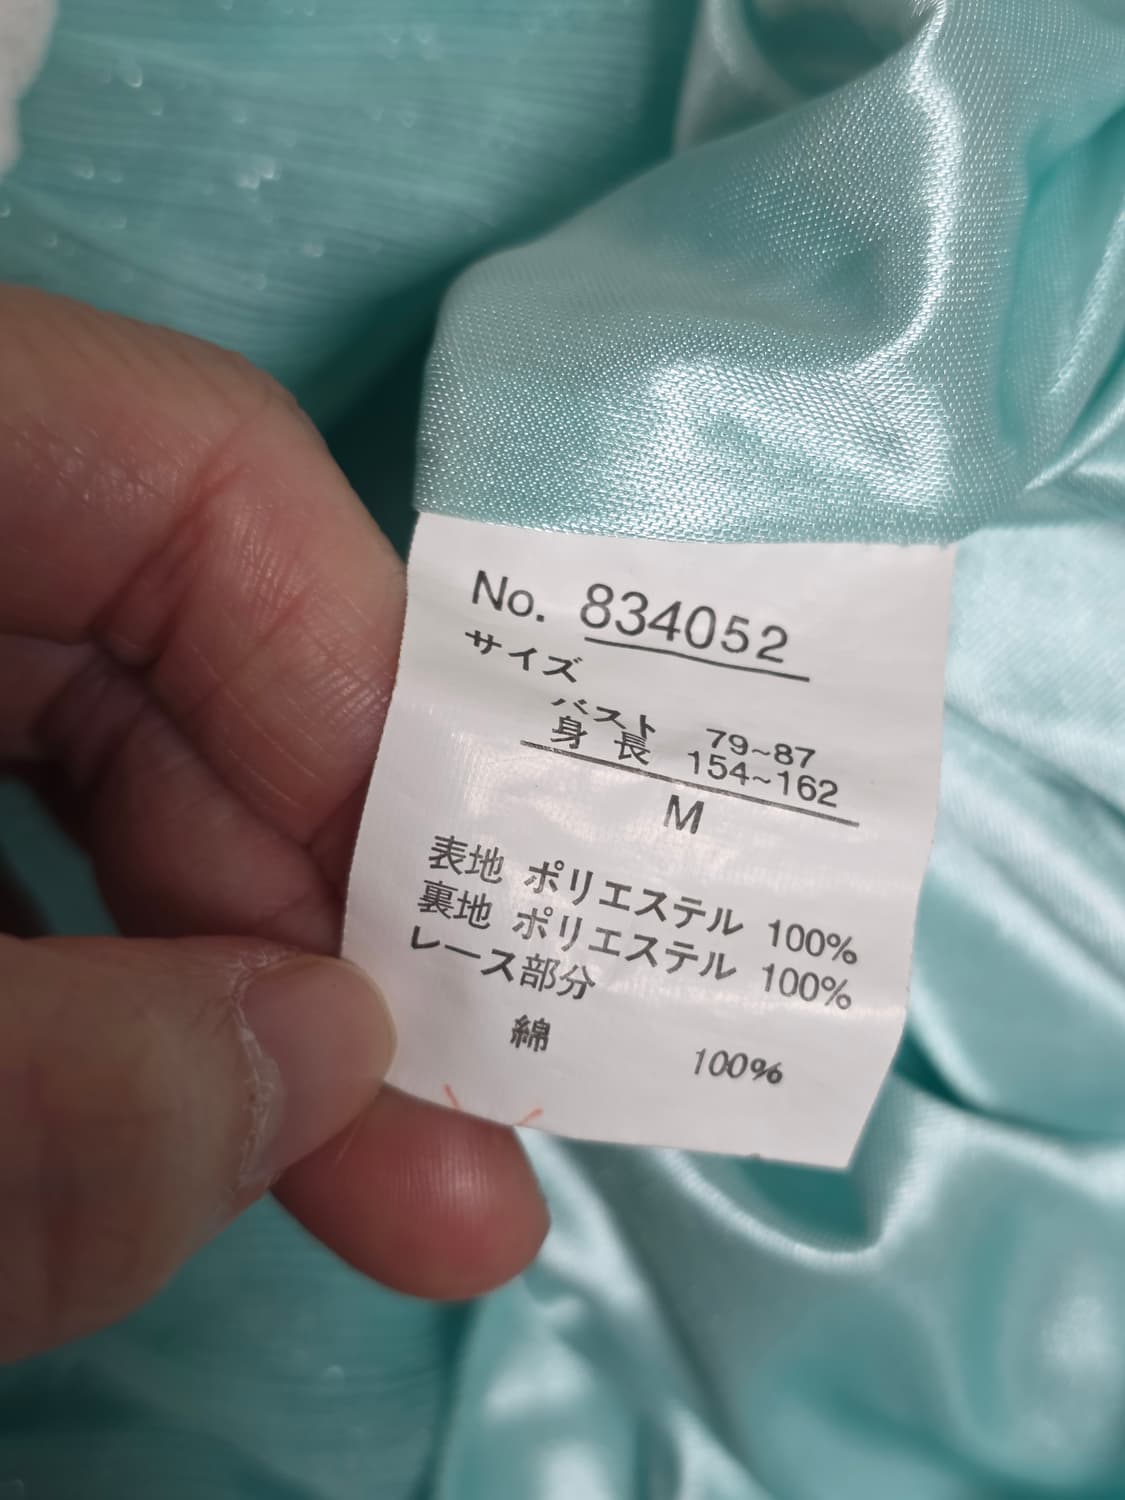 No. 834052
サイズ
バスト 79~87
身長 154~162
M
表地 ポリエステル 100%
裏地 ポリエステル 100%
レース部分
綿 100%